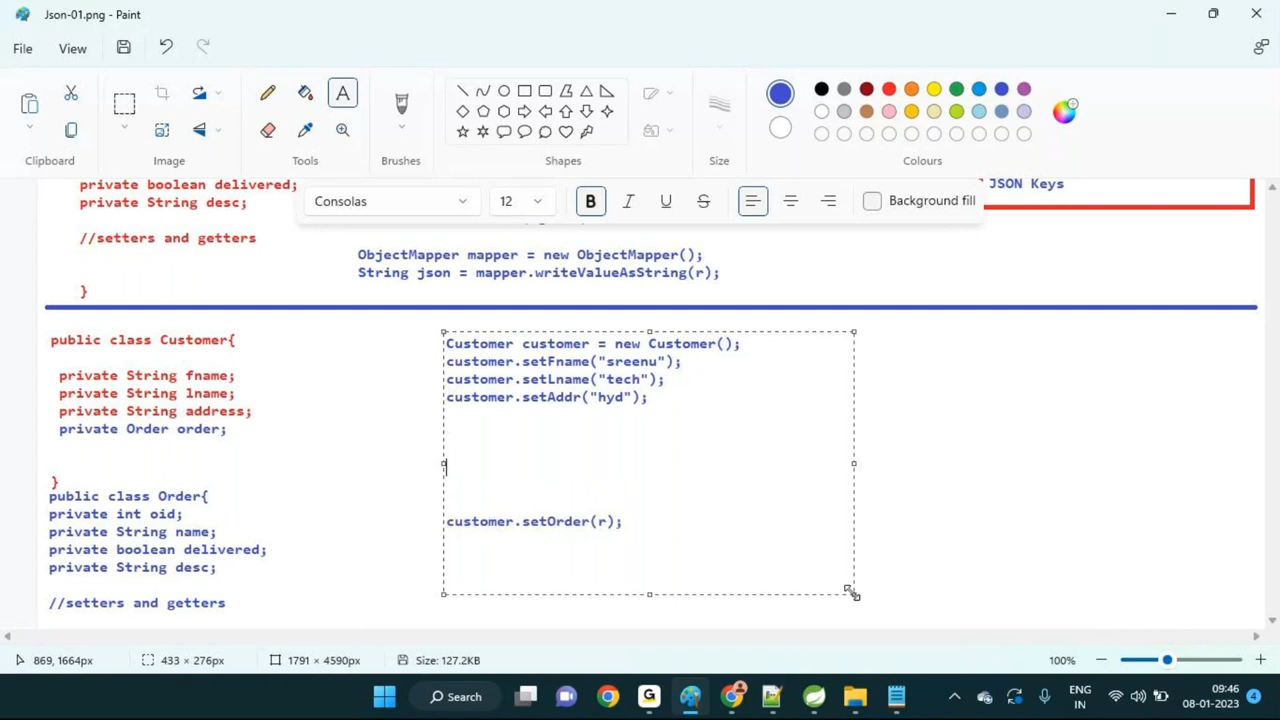 Json-01.png - Paint
File
View
Clipboard
Image
Tools
Brushes
Shapes
Size
Colours
Consolas
12
B
Background fill
private boolean delivered;
private String desc;
//setters and getters
}
ObjectMapper mapper = new ObjectMapper();
String json = mapper.writeValueAsString(r);
JSON Keys
public class Customer{
private String fname;
private String lname;
private String address;
private Order order;
}
public class Order{
private int oid;
private String name;
private boolean delivered;
private String desc;
//setters and getters
Customer customer = new Customer();
customer.setFname("sreenu");
customer.setLname("tech");
customer.setAddr("hyd");
customer.setOrder(r);
869, 1664px
433 × 276px
1791 × 4590px
Size: 127.2KB
100%
Search
ENG
IN
09:46
08-01-2023
4